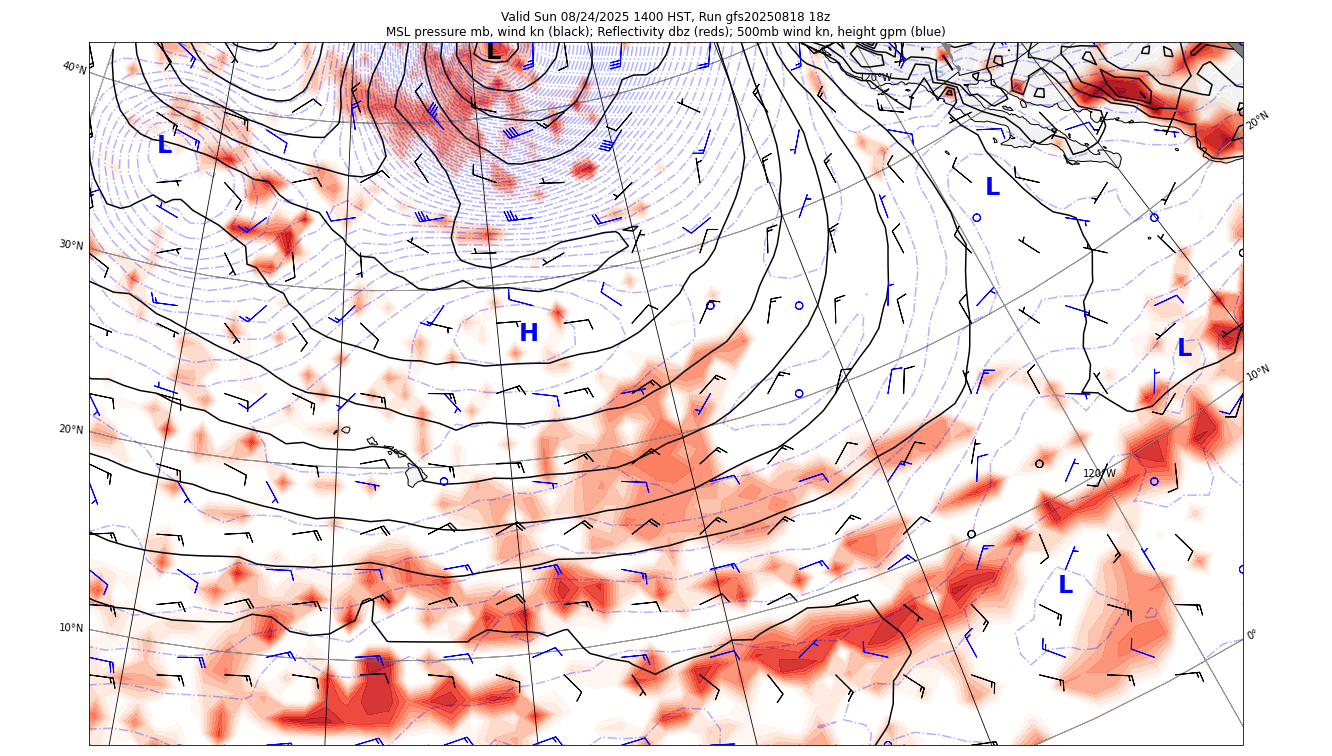 Valid Sun 08/24/2025 1400 HST, Run gfs20250818 18z
MSL pressure mb, wind kn (black); Reflectivity dbz (reds); 500mb wind kn, height gpm (blue)
L
40°N
120°W
20°N
L
L
30°N
H
L
10°N
20°N
120°W
L
10°N
0°